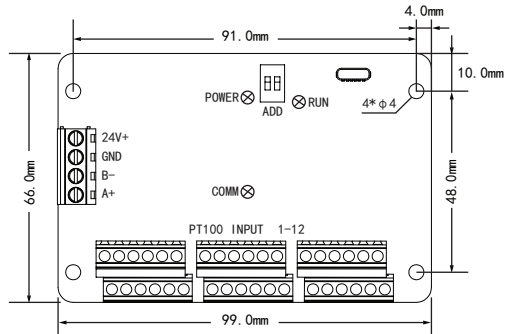 4.0mm
91.0mm
10.0mm
POWER
ADD
RUN
4*φ4
24V+
GND
B-
A+
66.0mm
48.0mm
COMM
PT100 INPUT 1-12
99.0mm